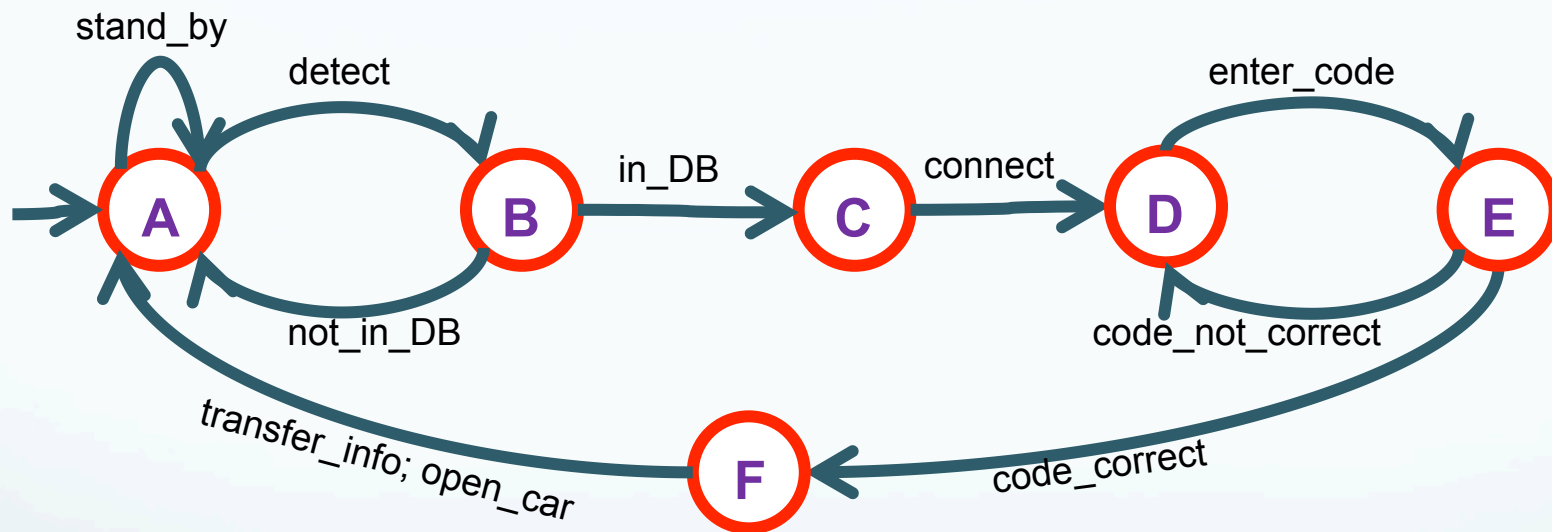 stand_by
detect
enter_code
in_DB
connect
A
B
C
D
E
not_in_DB
code_not_correct
transfer_info; open_car
F
code_correct